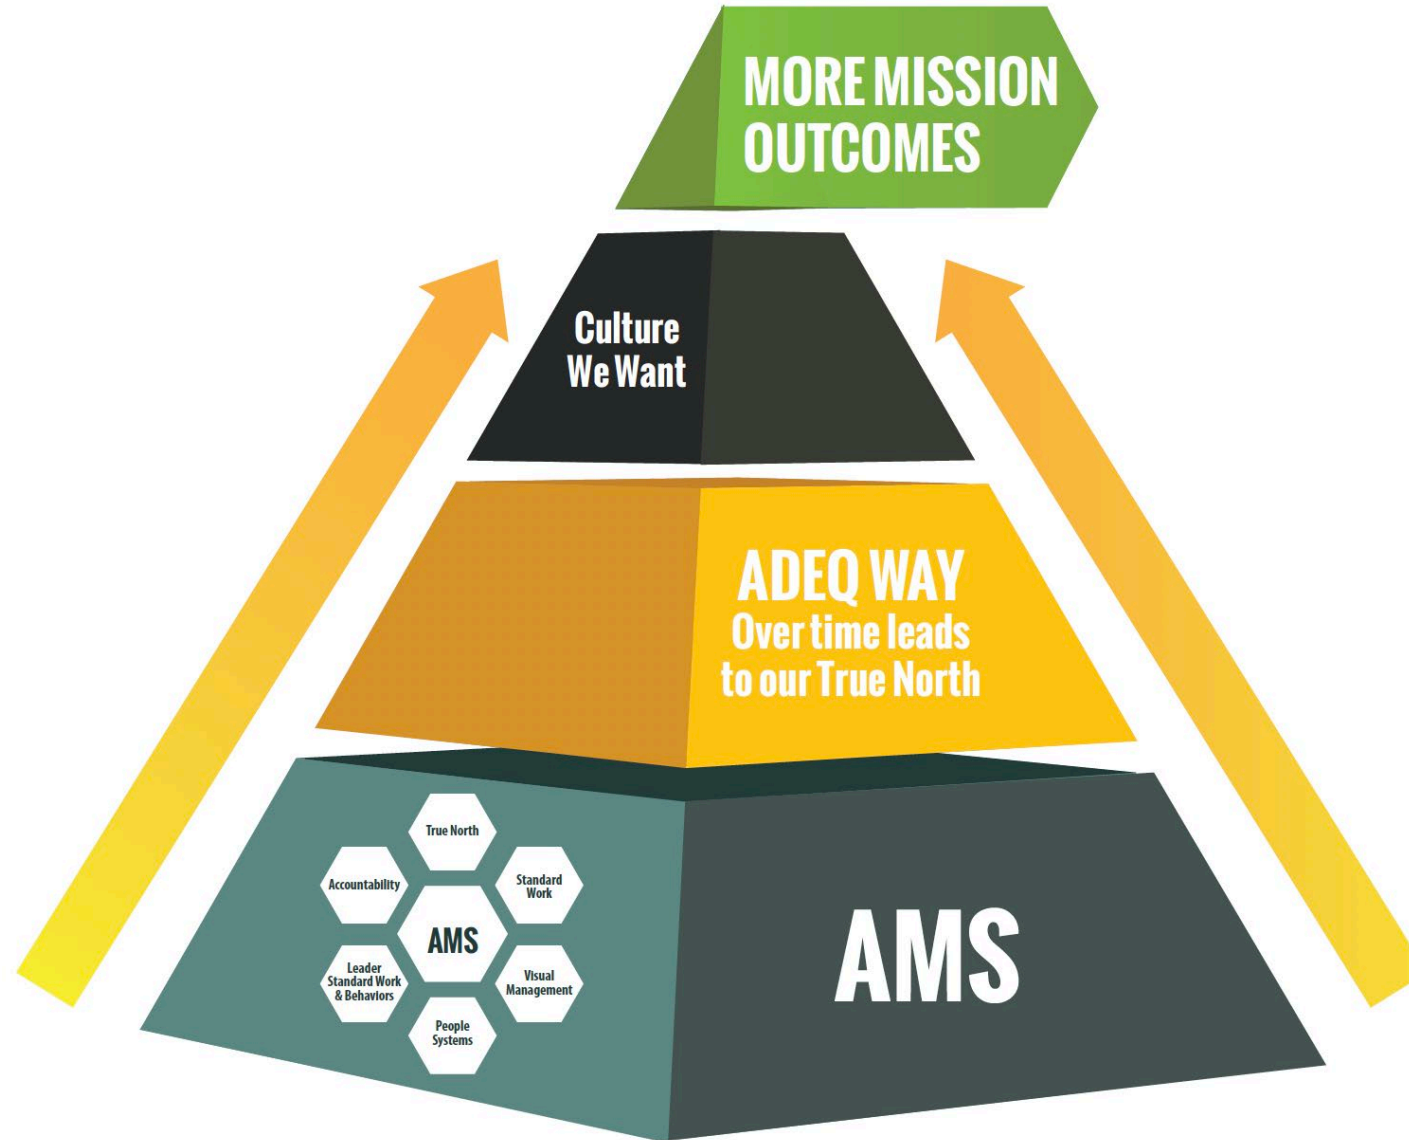 MORE MISSION
OUTCOMES
Culture
We Want
ADEQ WAY
Over time leads
to our True North
True North
Accountability
Standard
Work
AMS
Leader
Standard Work
& Behaviors
Visual
Management
People
Systems
AMS